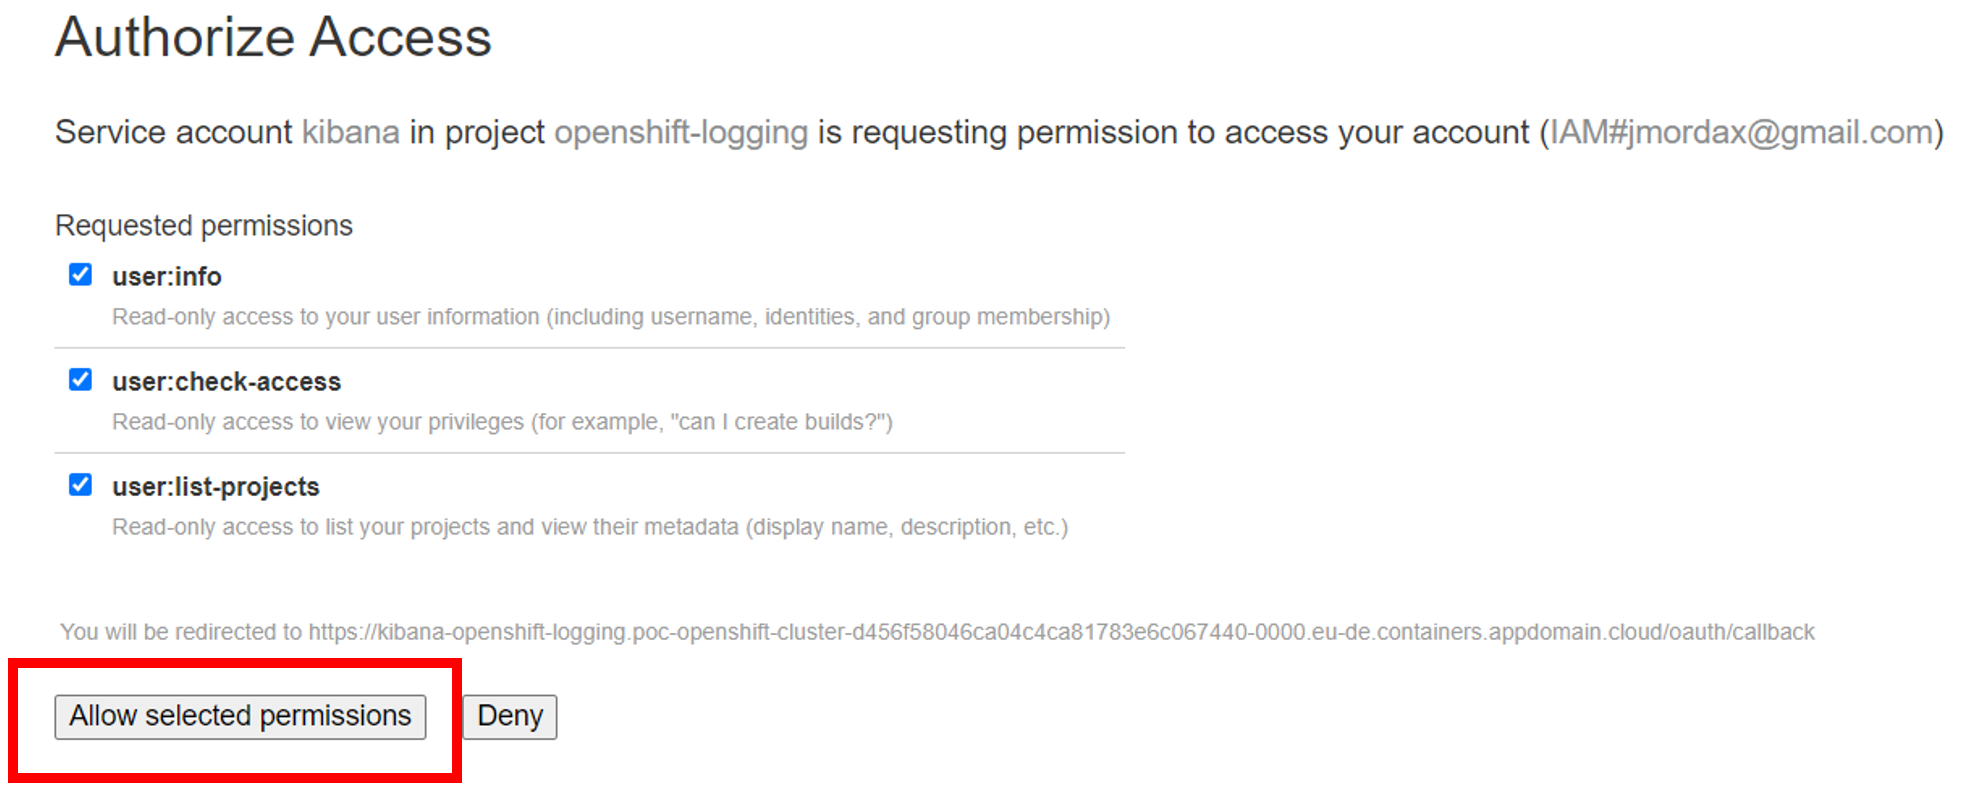 Authorize Access
Service account kibana in project openshift-logging is requesting permission to access your account (IAM#jmordax@gmail.com)
Requested permissions
user:info
Read-only access to your user information (including username, identities, and group membership)
user:check-access
Read-only access to view your privileges (for example, "can I create builds?")
user:list-projects
Read-only access to list your projects and view their metadata (display name, description, etc.)
You will be redirected to https://kibana-openshift-logging.poc-openshift-cluster-d456f58046ca04c4ca81783e6c067440-0000.eu-de.containers.appdomain.cloud/oauth/callback
Allow selected permissions Deny